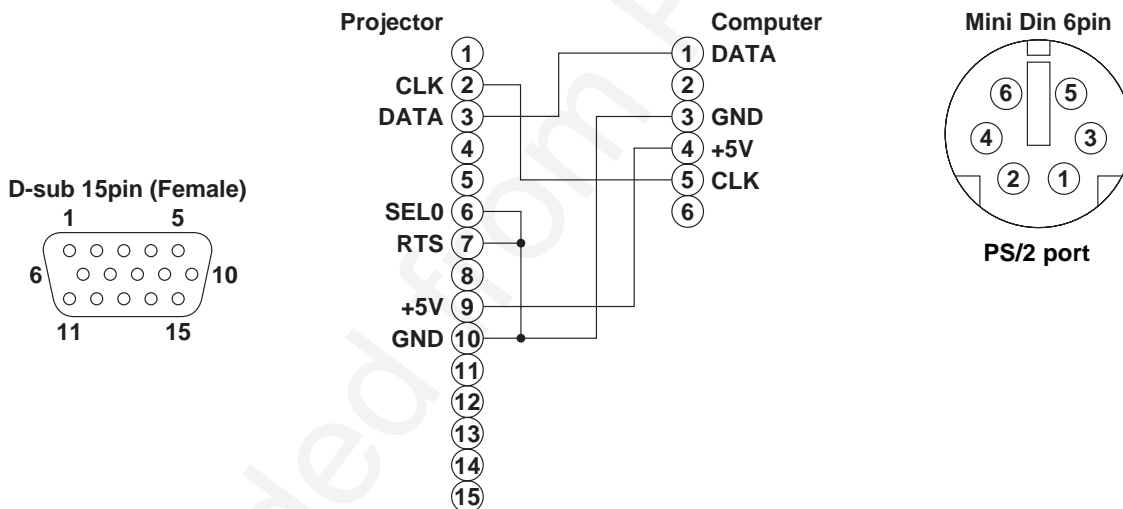 Projector
1
CLK 2
DATA 3
4
5
SEL0 6
RTS 7
8
+5V 9
GND 10
11
12
13
14
15
Computer
1 DATA
2
3 GND
4 +5V
5 CLK
6
Mini Din 6pin
6 5
4 3
2 1
PS/2 port
D-sub 15pin (Female)
1 5
6 10
11 15
ded from